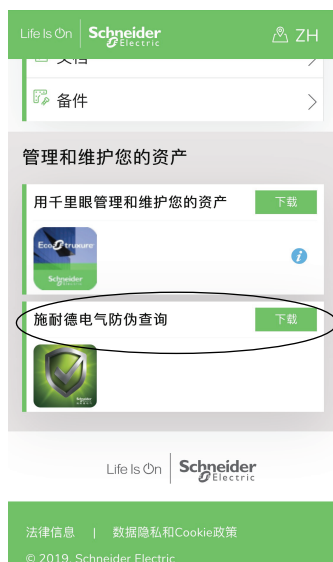 Life Is On | Schneider Electric ZH
文档
备件
管理和维护您的资产
用千里眼管理和维护您的资产 下载
EcoStruxure
Schneider
i
施耐德电气防伪查询 下载
Life Is On | Schneider Electric
法律信息 | 数据隐私和Cookie政策
© 2019, Schneider Electric